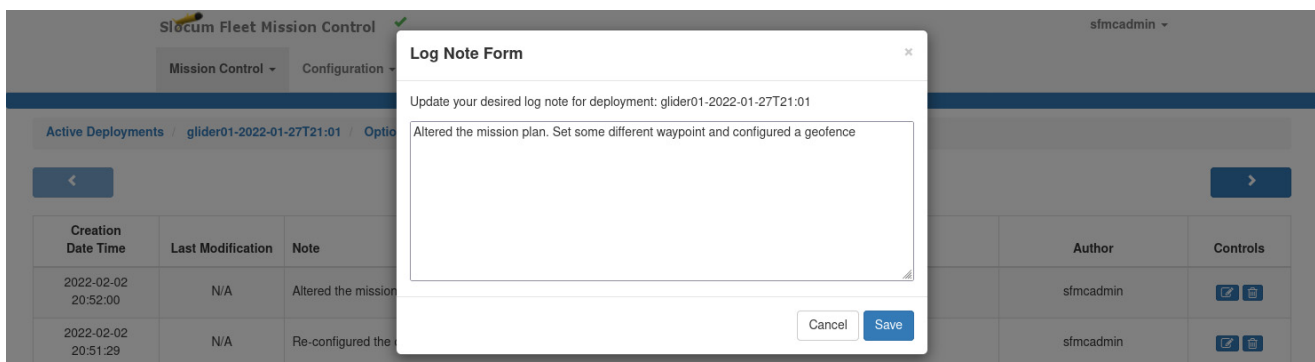 Slocum Fleet Mission Control
sfmcadmin
Mission Control
Configuration
Log Note Form
×
Update your desired log note for deployment: glider01-2022-01-27T21:01
Active Deployments / glider01-2022-01-27T21:01 / Optio
Altered the mission plan. Set some different waypoint and configured a geofence
Creation
Date Time
Last Modification
Note
Author
Controls
2022-02-02
20:52:00
N/A
Altered the mission
sfmcadmin
2022-02-02
20:51:29
N/A
Re-configured the
sfmcadmin
Cancel
Save